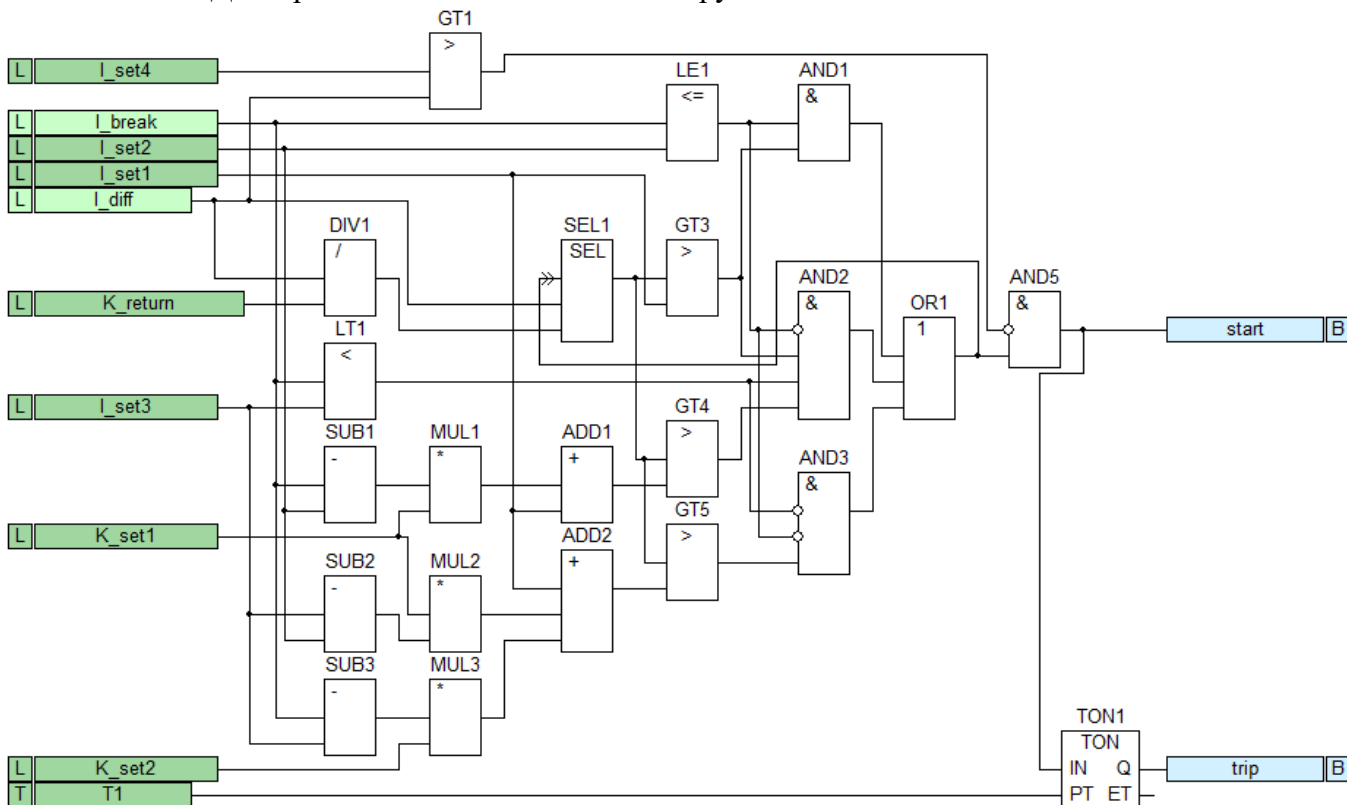 GT1
>
L I_set4
LE1
<=
AND1
&
L I_break
L I_set2
L I_set1
L I_diff
DIV1
/
SEL1
SEL
GT3
>
AND2
&
OR1
1
AND5
&
L K_return
start B
LT1
<
L I_set3
SUB1
-
MUL1
*
ADD1
+
GT4
>
AND3
&
GT5
>
L K_set1
SUB2
-
MUL2
*
ADD2
+
SUB3
-
MUL3
*
TON1
TON
IN Q
PT ET
trip B
L K_set2
T T1